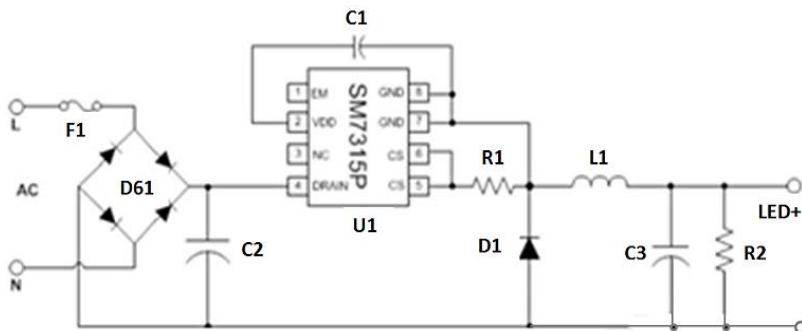 C1
L
F1
AC
N
D61
C2
1 EM
2 VDD
3 NC
4 DRAIN
SM7315P
GND 8
GND 7
CS 6
CS 5
U1
R1
L1
D1
C3
R2
LED+